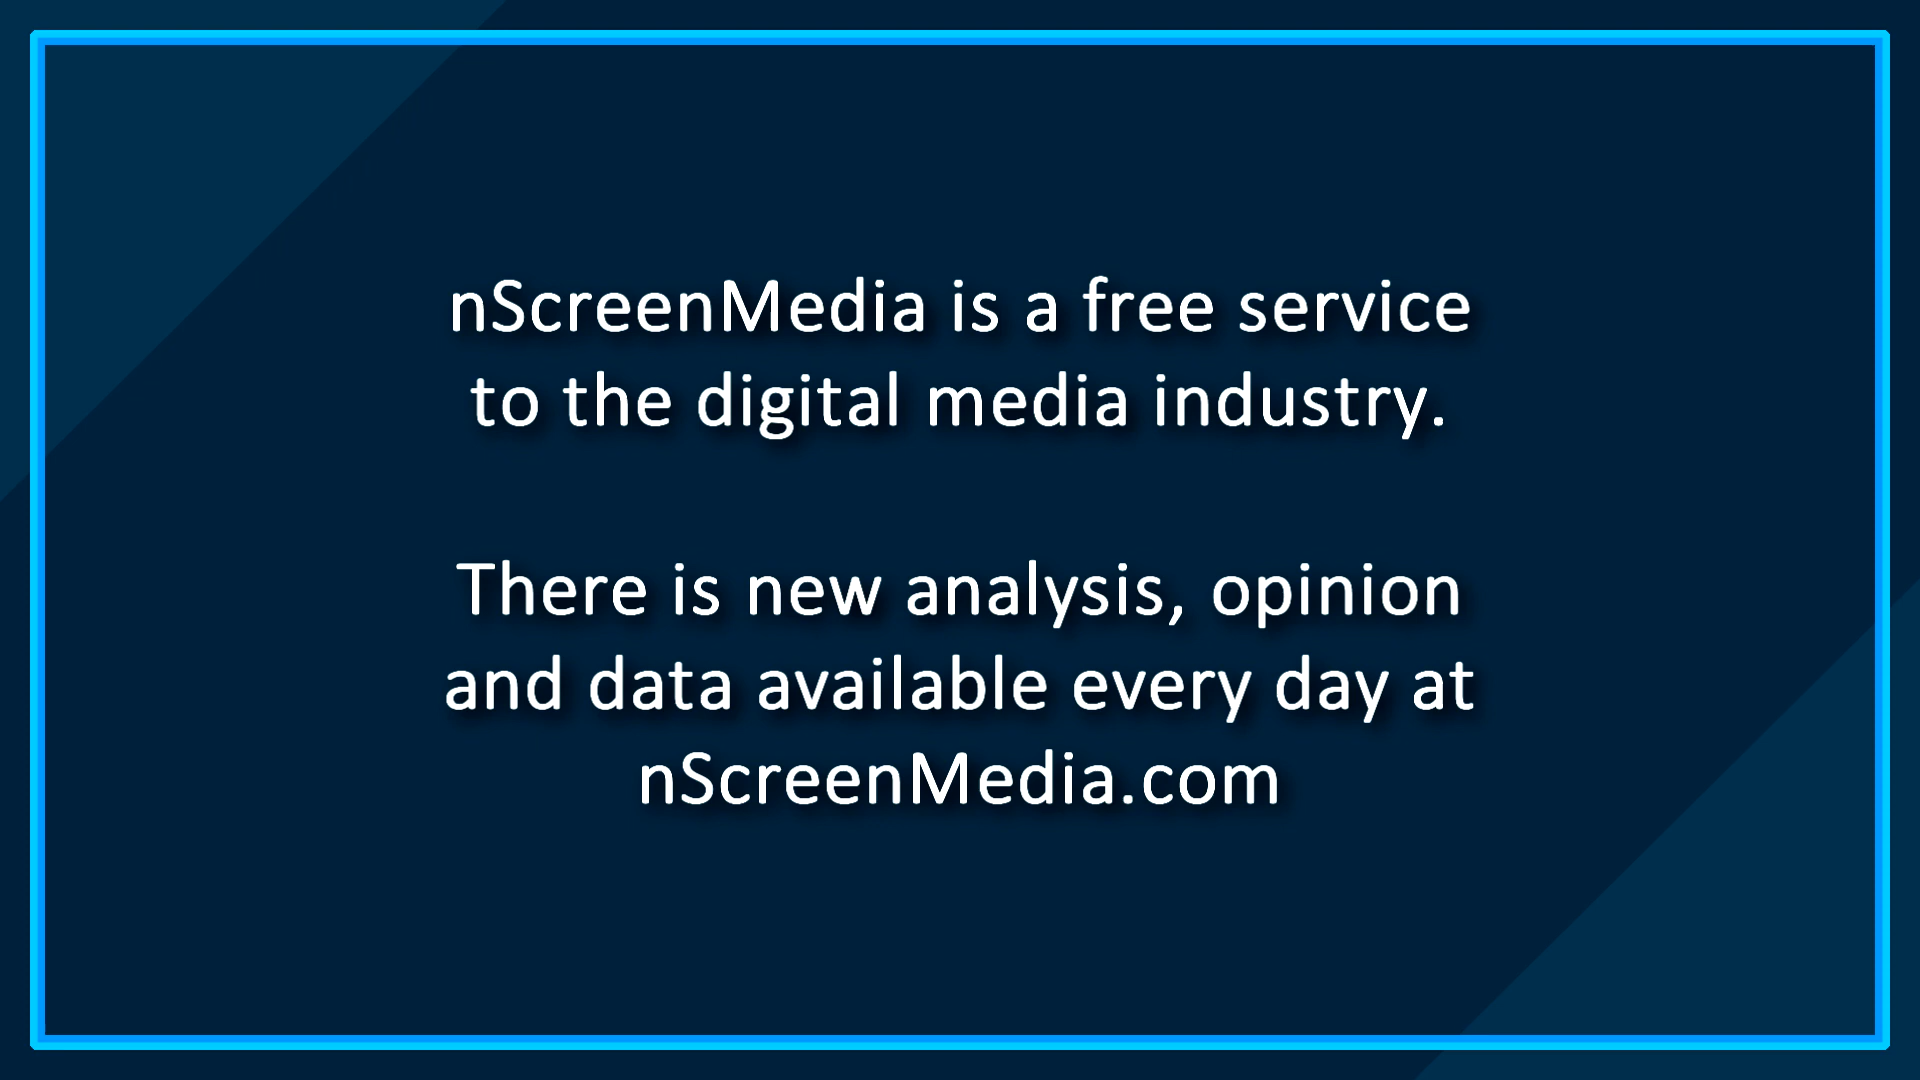 nScreenMedia is a free service
to the digital media industry.
There is new analysis, opinion
and data available every day at
nScreenMedia.com